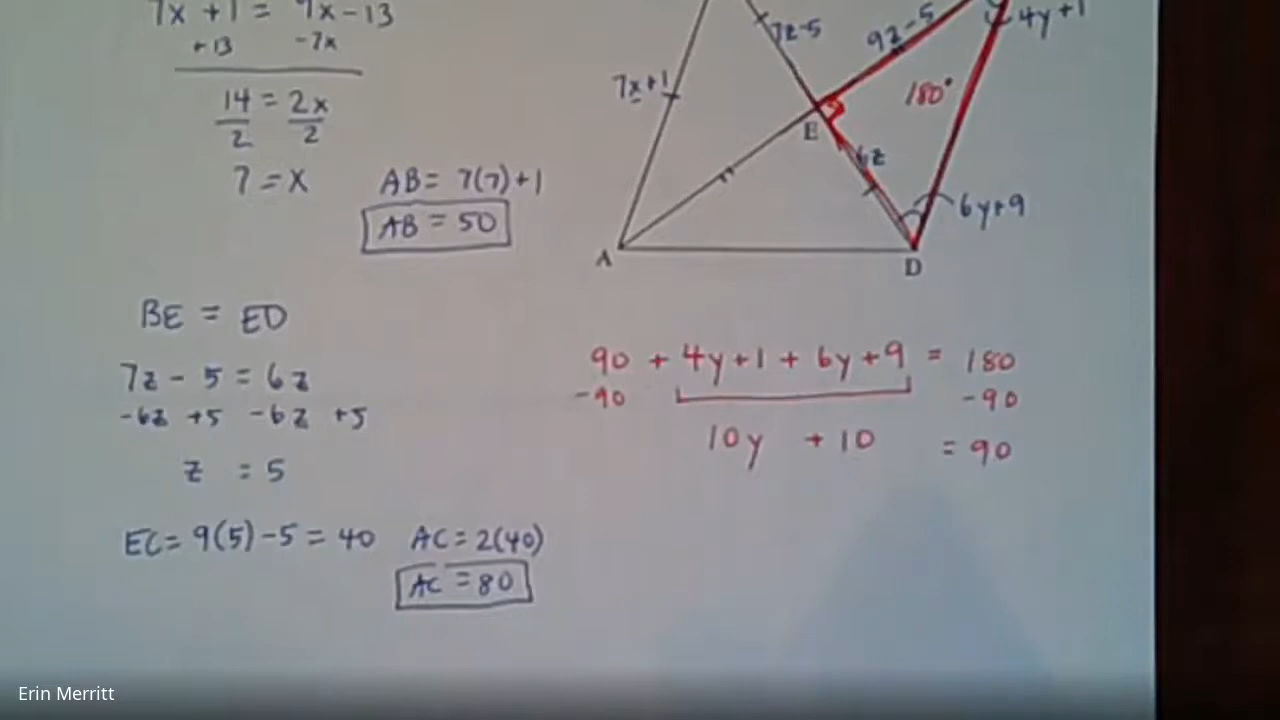 7x + 1 = 9x - 13
+13 -7x
14 = 2x
2 2
7 = x
AB = 7(7) + 1
AB = 50
BE = ED
7z - 5 = 6z
-6z +5 -6z +5
z = 5
EC = 9(5) - 5 = 40
AC = 2(40)
AC = 80
7z-5
9z-5
4y+1
7x+1
180°
E
6z
6y+9
A
D
90 + 4y+1 + 6y+9 = 180
-90 -90
10y + 10 = 90
Erin Merritt